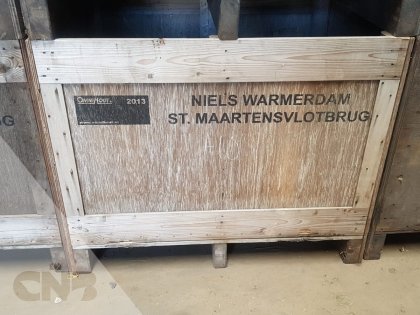 2013
NIELS WARMERDAM
ST. MAARTENSVLOTBRUG
CNB